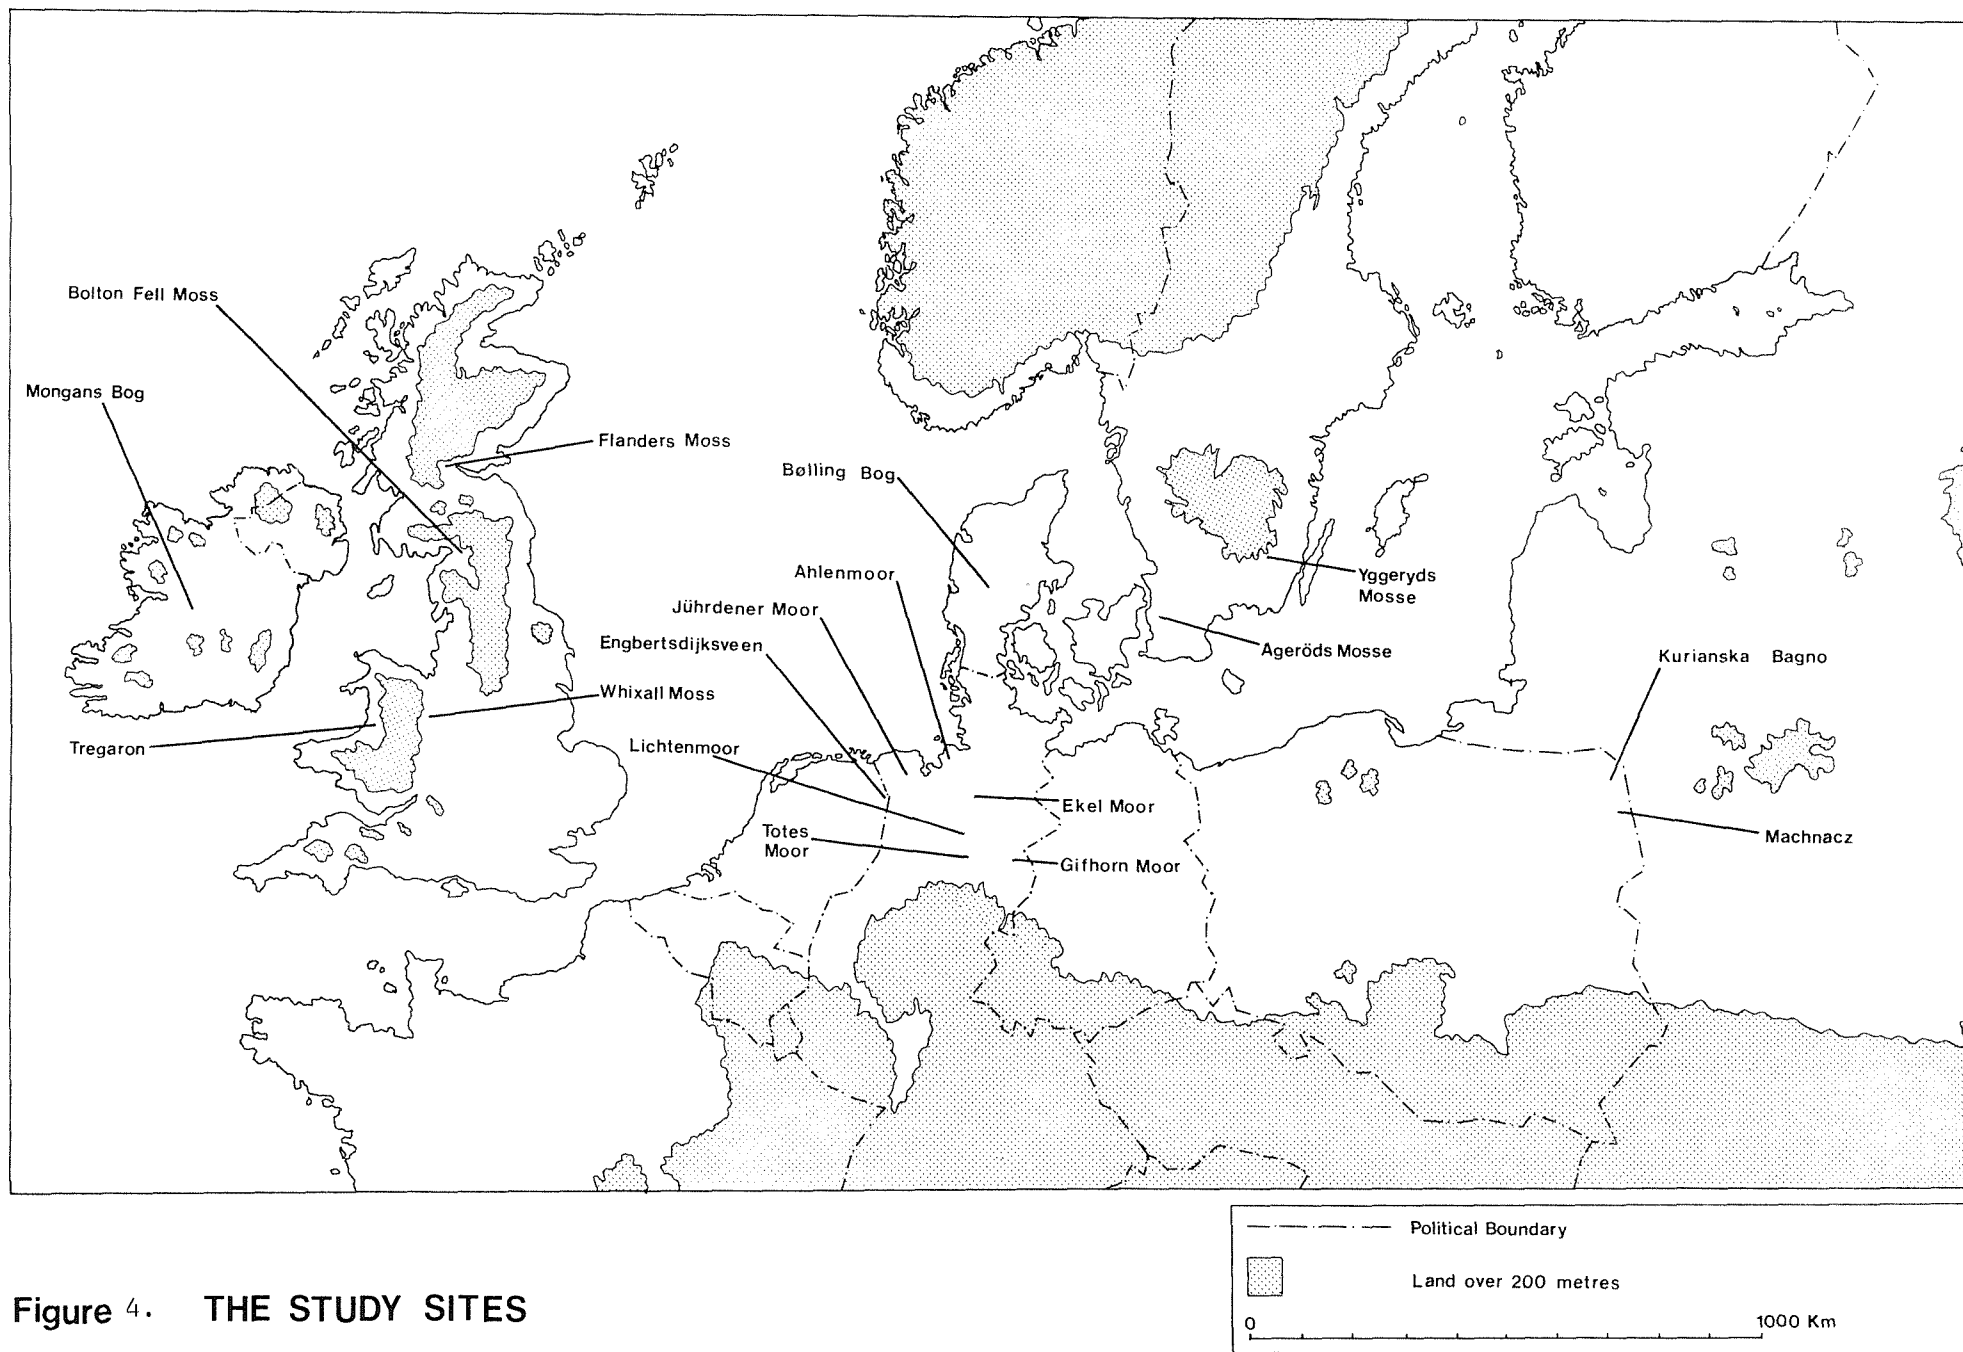 Bolton Fell Moss
Mongans Bog
Flanders Moss
Bølling Bog
Ahlenmoor
Yggeryds
Mosse
Jührdener Moor
Engbertsdijksveen
Ageröds Mosse
Kurianska Bagno
Whixall Moss
Tregaron
Lichtenmoor
Ekel Moor
Totes
Moor
Machnacz
Gifhorn Moor
Political Boundary
Land over 200 metres
0 1000 Km
Figure 4. THE STUDY SITES